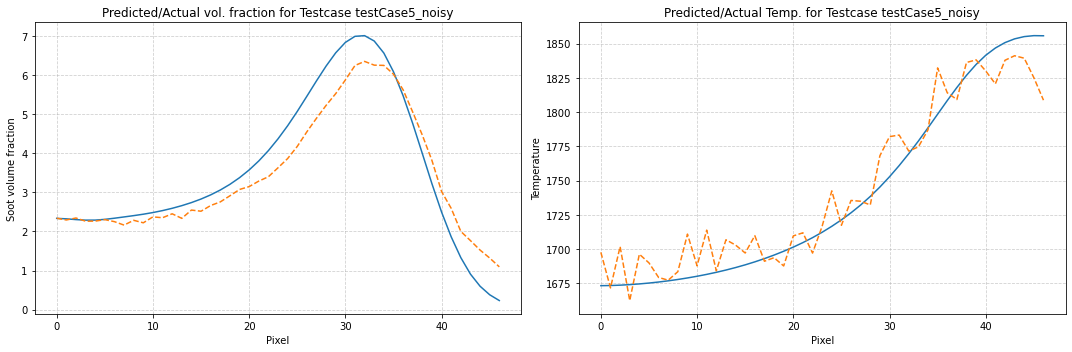 Predicted/Actual vol. fraction for Testcase testCase5_noisy
7
6
5
4
3
2
1
0
Soot volume fraction
0 10 20 30 40
Pixel
Predicted/Actual Temp. for Testcase testCase5_noisy
1850
1825
1800
1775
1750
1725
1700
1675
Temperature
0 10 20 30 40
Pixel